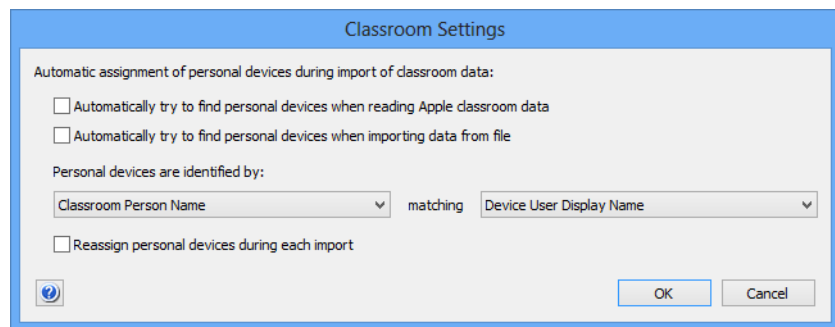 Classroom Settings
Automatic assignment of personal devices during import of classroom data:
Automatically try to find personal devices when reading Apple classroom data
Automatically try to find personal devices when importing data from file
Personal devices are identified by:
Classroom Person Name matching Device User Display Name
Reassign personal devices during each import
? OK Cancel